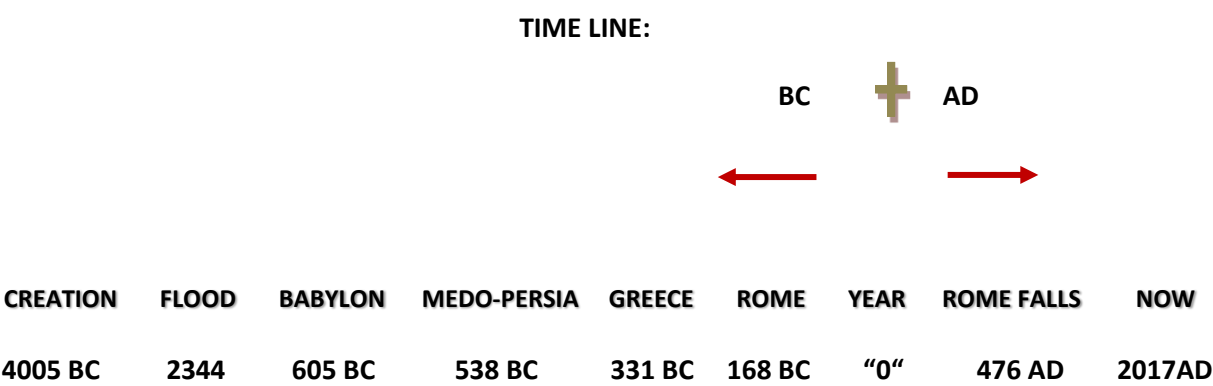 TIME LINE:
BC AD
CREATION FLOOD BABYLON MEDO-PERSIA GREECE ROME YEAR ROME FALLS NOW
4005 BC 2344 605 BC 538 BC 331 BC 168 BC “0“ 476 AD 2017AD